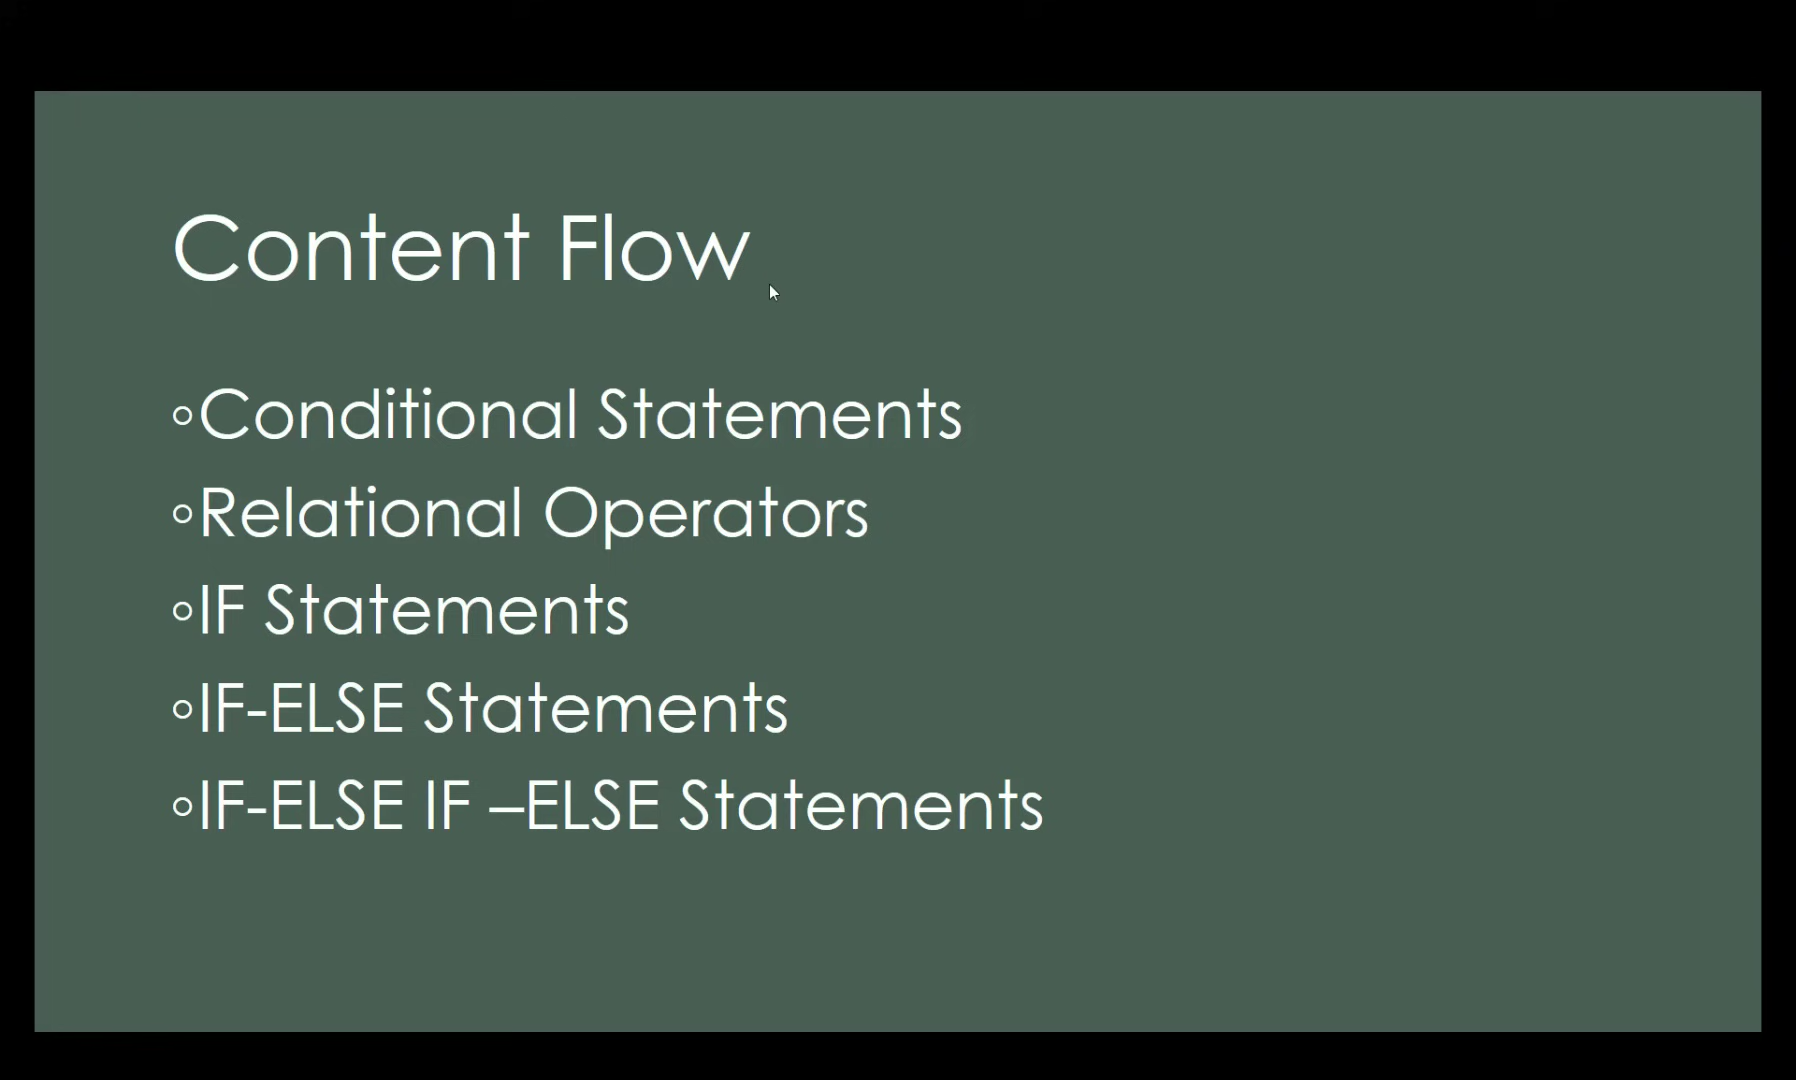 Content Flow
◦Conditional Statements
◦Relational Operators
◦IF Statements
◦IF-ELSE Statements
◦IF-ELSE IF –ELSE Statements